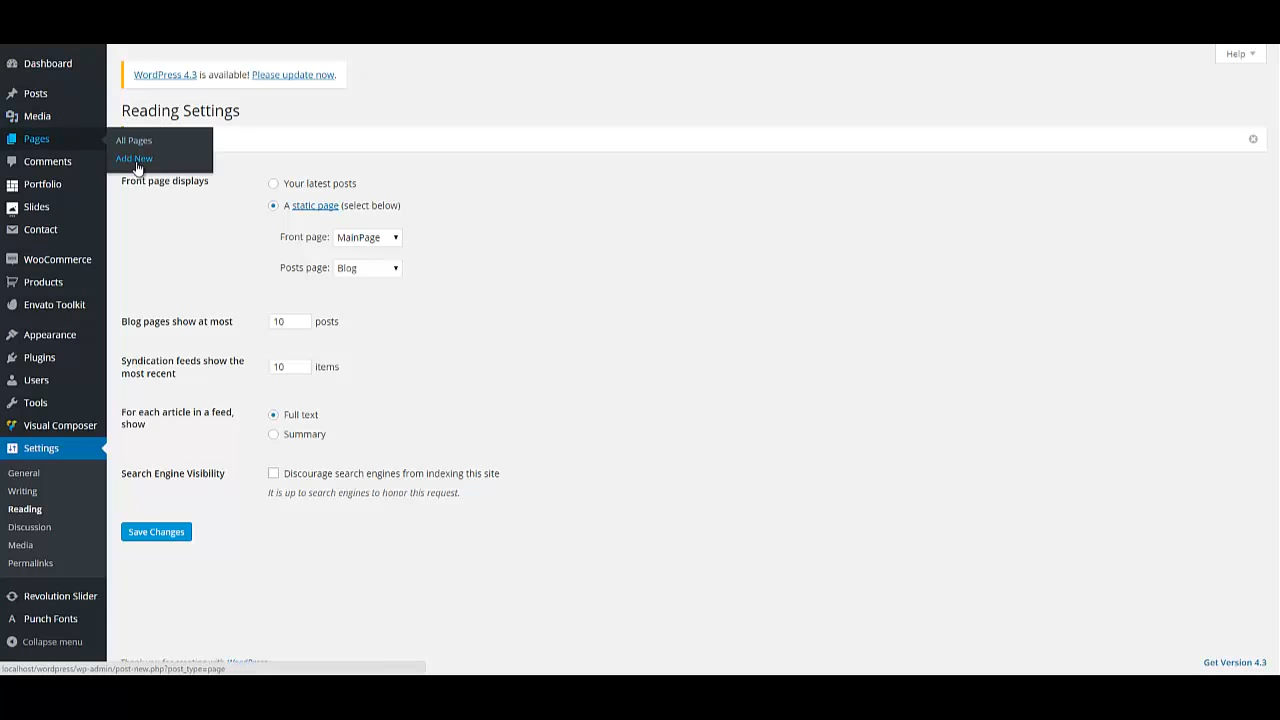 Dashboard
Posts
Media
Pages
Comments
Portfolio
Slides
Contact
WooCommerce
Products
Envato Toolkit
Appearance
Plugins
Users
Tools
Visual Composer
Settings
General
Writing
Reading
Discussion
Media
Permalinks
Revolution Slider
Punch Fonts
Collapse menu
All Pages
Add New
Help
WordPress 4.3 is available! Please update now.
Reading Settings
Front page displays
Your latest posts
A static page (select below)
Front page: MainPage
Posts page: Blog
Blog pages show at most 10 posts
Syndication feeds show the
most recent
10 items
For each article in a feed,
show
Full text
Summary
Search Engine Visibility
Discourage search engines from indexing this site
It is up to search engines to honor this request.
Save Changes
Thank you for creating with WordPress.
Get Version 4.3
localhost/wordpress/wp-admin/post-new.php?post_type=page